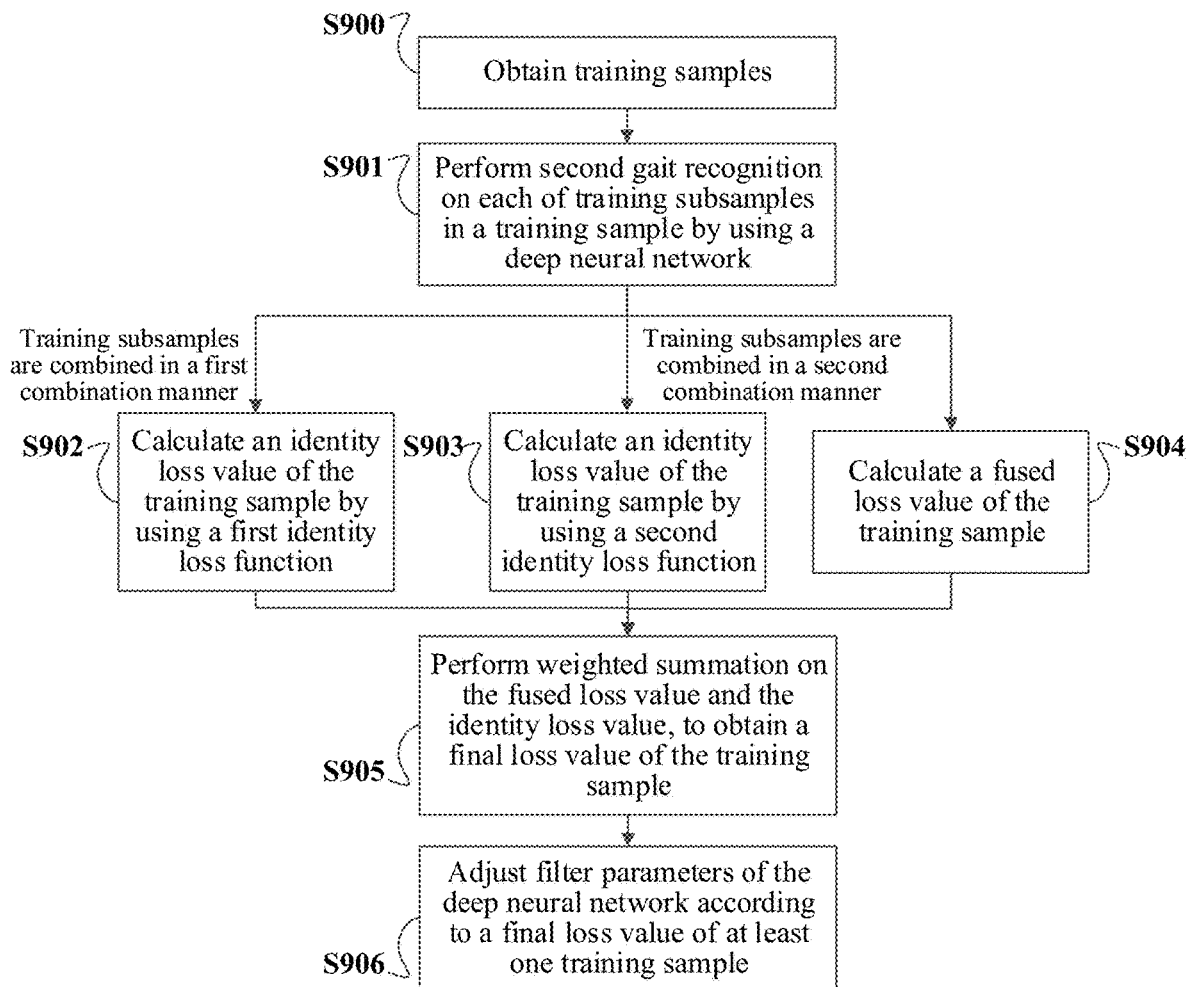 S900
Obtain training samples
S901
Perform second gait recognition
on each of training subsamples
in a training sample by using a
deep neural network
Training subsamples
are combined in a first
combination manner
Training subsamples are
combined in a second
combination manner
S902
Calculate an identity
loss value of the
training sample by
using a first identity
loss function
S903
Calculate an identity
loss value of the
training sample by
using a second
identity loss function
S904
Calculate a fused
loss value of the
training sample
Perform weighted summation on
the fused loss value and the
identity loss value, to obtain a
final loss value of the training
sample
S905
Adjust filter parameters of the
deep neural network according
to a final loss value of at least
one training sample
S906